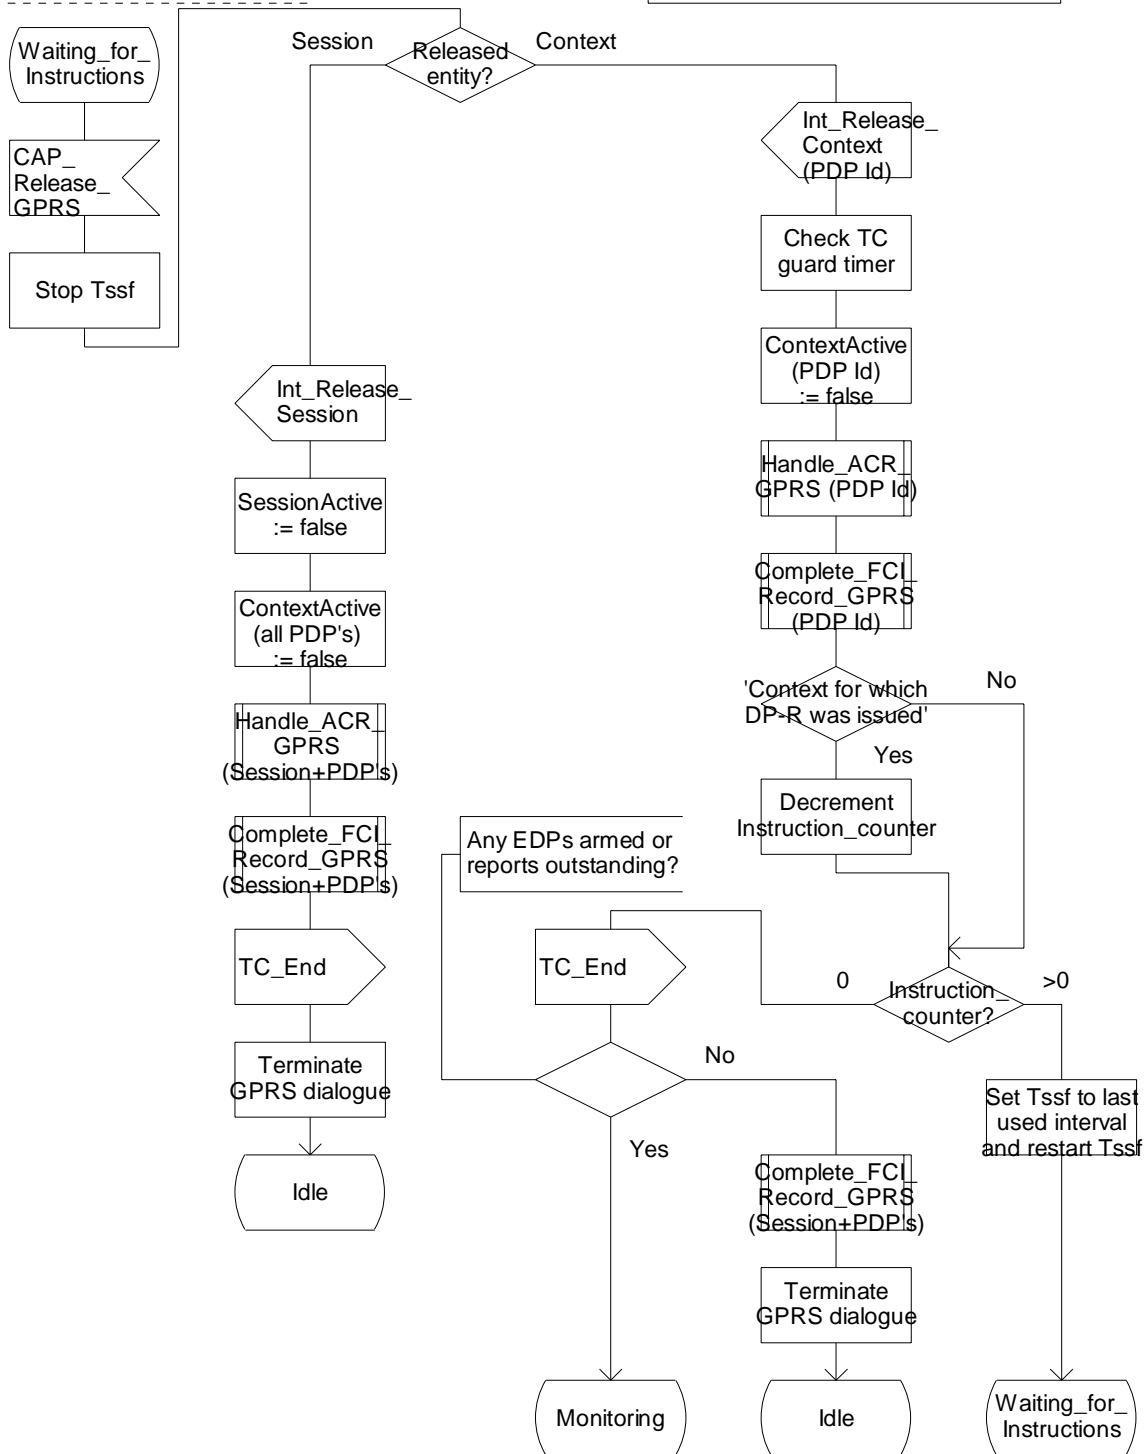 Waiting_for_
Instructions
CAP_
Release_
GPRS
Stop Tssf
Session
Released
entity?
Context
Int_Release_
Session
SessionActive
:= false
ContextActive
(all PDP's)
:= false
Handle_ACR_
GPRS
(Session+PDP's)
Complete_FCI_
Record_GPRS
(Session+PDP's)
TC_End
Terminate
GPRS dialogue
Idle
Int_Release_
Context
(PDP Id)
Check TC
guard timer
ContextActive
(PDP Id)
:= false
Handle_ACR_
GPRS (PDP Id)
Complete_FCI_
Record_GPRS
(PDP Id)
'Context for which
DP-R was issued'
No
Yes
Decrement
Instruction_counter
Instruction_
counter?
0
>0
TC_End
Any EDPs armed or
reports outstanding?
No
Yes
Monitoring
Complete_FCI_
Record_GPRS
(Session+PDP's)
Terminate
GPRS dialogue
Idle
Set Tssf to last
used interval
and restart Tssf
Waiting_for_
Instructions